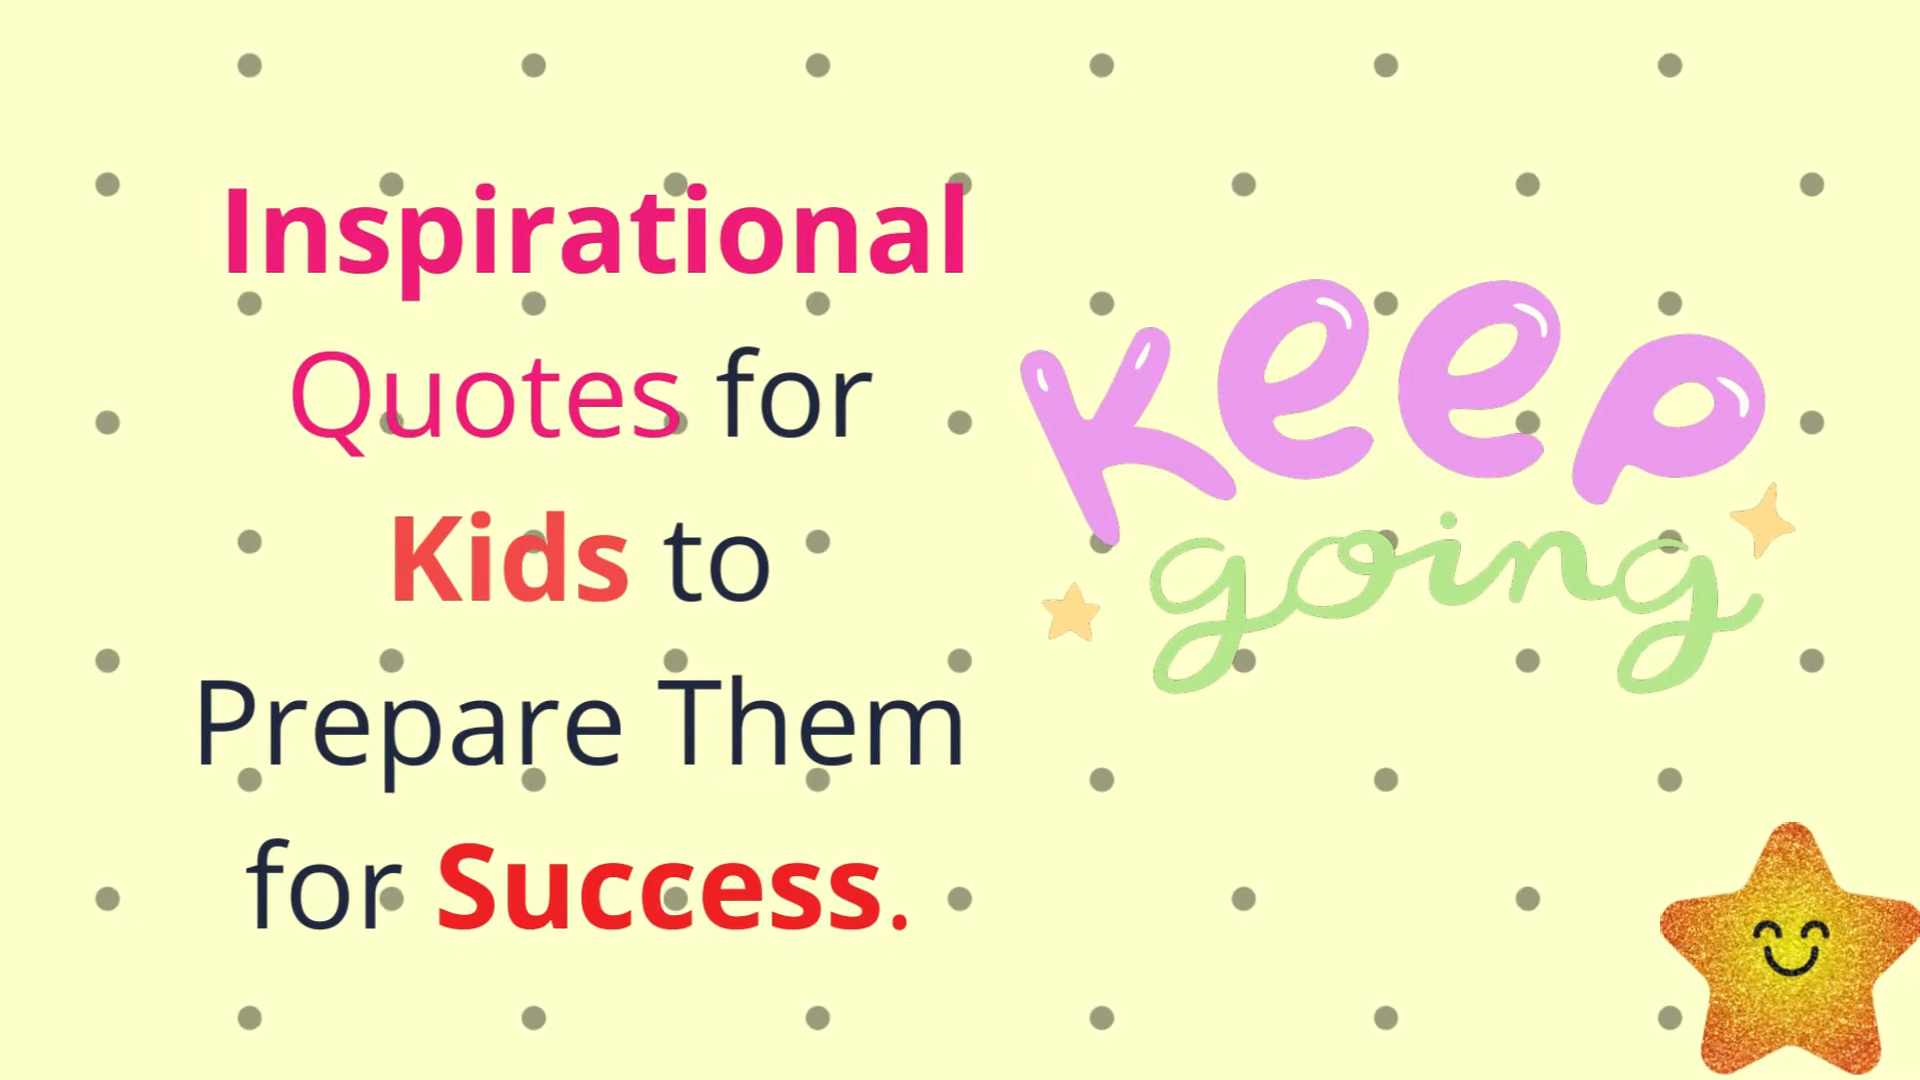 Inspirational
Quotes for
Kids to
Prepare Them
for Success.
keep
going